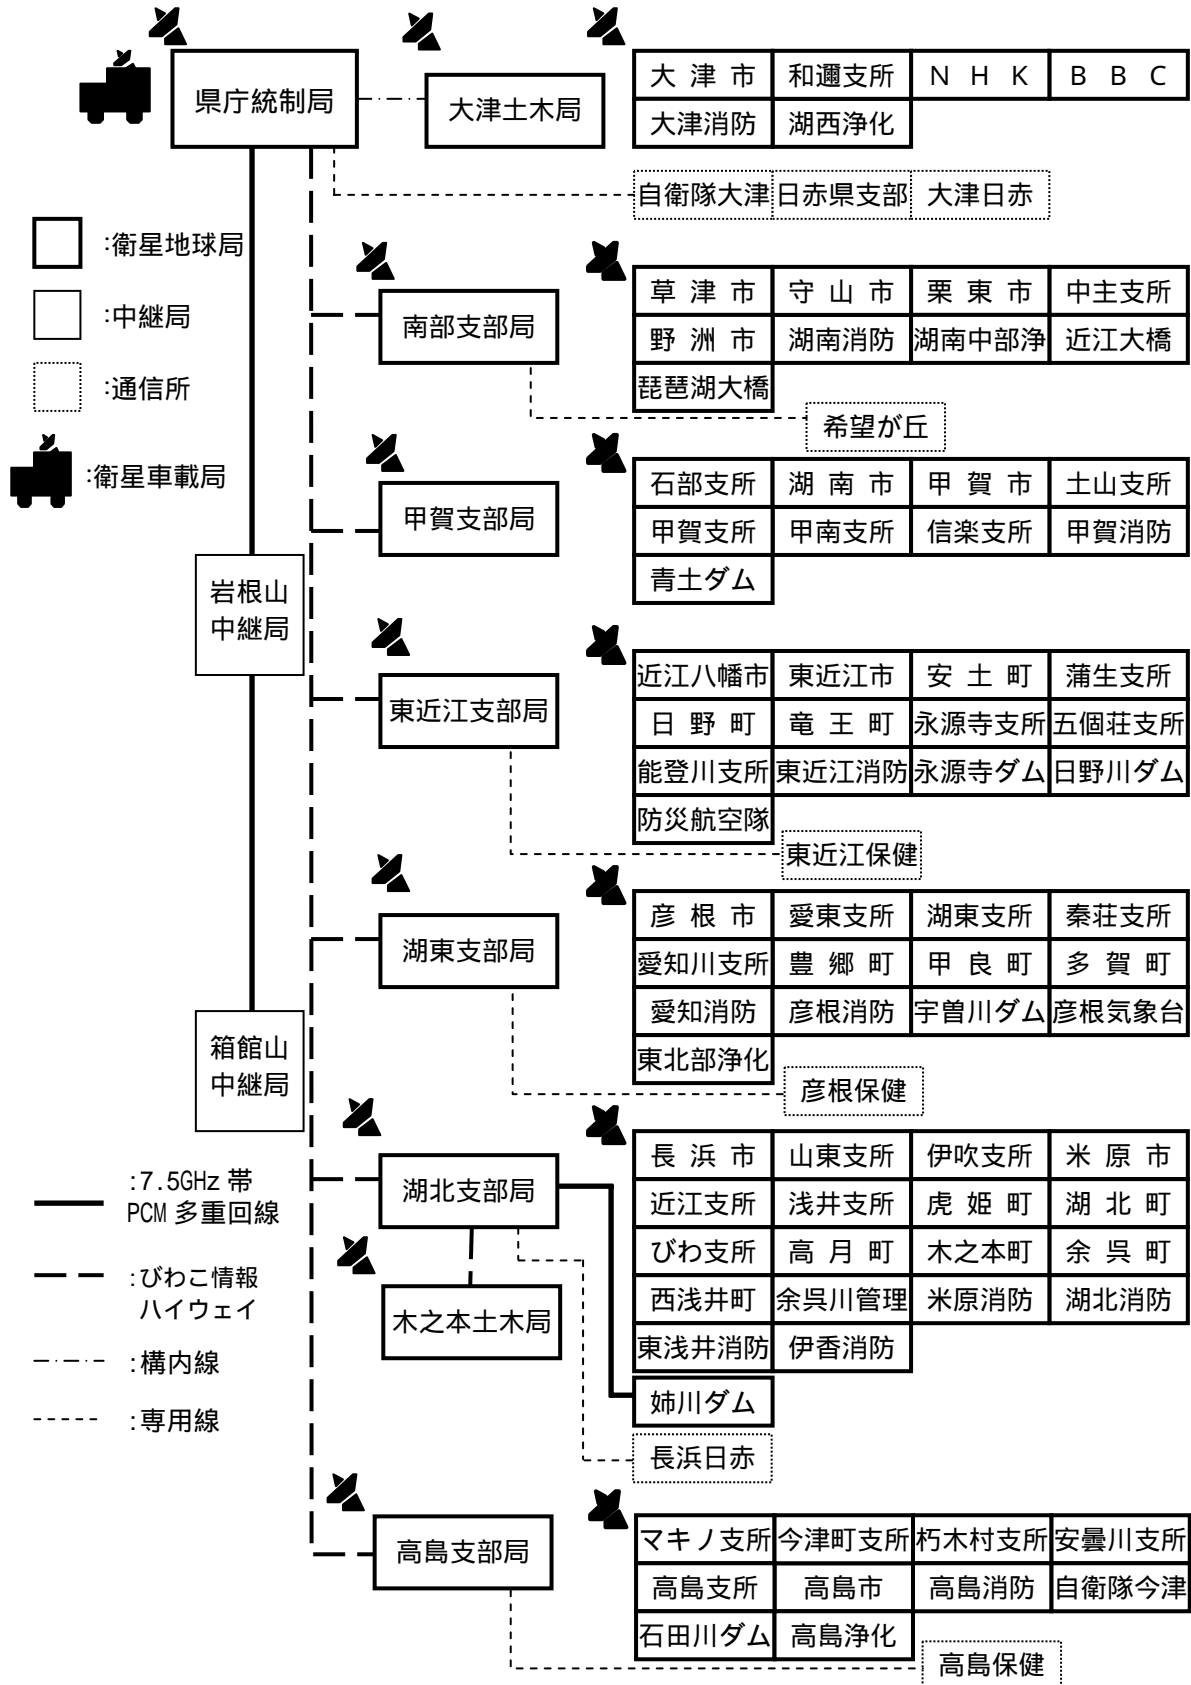 県庁統制局
大津土木局
大 津 市 和邇支所 N H K B B C
大津消防 湖西浄化
自衛隊大津 日赤県支部 大津日赤
:衛星地球局
:中継局
:通信所
:衛星車載局
南部支部局
草 津 市 守 山 市 栗 東 市 中主支所
野 洲 市 湖南消防 湖南中部浄 近江大橋
琵琶湖大橋
希望が丘
甲賀支部局
石部支所 湖 南 市 甲 賀 市 土山支所
甲賀支所 甲南支所 信楽支所 甲賀消防
青土ダム
岩根山
中継局
東近江支部局
近江八幡市 東近江市 安 土 町 蒲生支所
日 野 町 竜 王 町 永源寺支所 五個荘支所
能登川支所 東近江消防 永源寺ダム 日野川ダム
防災航空隊
東近江保健
湖東支部局
彦 根 市 愛東支所 湖東支所 秦荘支所
愛知川支所 豊 郷 町 甲 良 町 多 賀 町
愛知消防 彦根消防 宇曽川ダム 彦根気象台
東北部浄化
彦根保健
箱館山
中継局
湖北支部局
長 浜 市 山東支所 伊吹支所 米 原 市
近江支所 浅井支所 虎 姫 町 湖 北 町
びわ支所 高 月 町 木之本町 余 呉 町
西浅井町 余呉川管理 米原消防 湖北消防
東浅井消防 伊香消防
姉川ダム
長浜日赤
木之本土木局
:7.5GHz 帯
PCM 多重回線
:びわこ情報
ハイウェイ
:構内線
:専用線
高島支部局
マキノ支所 今津町支所 朽木村支所 安曇川支所
高島支所 高島市 高島消防 自衛隊今津
石田川ダム 高島浄化
高島保健